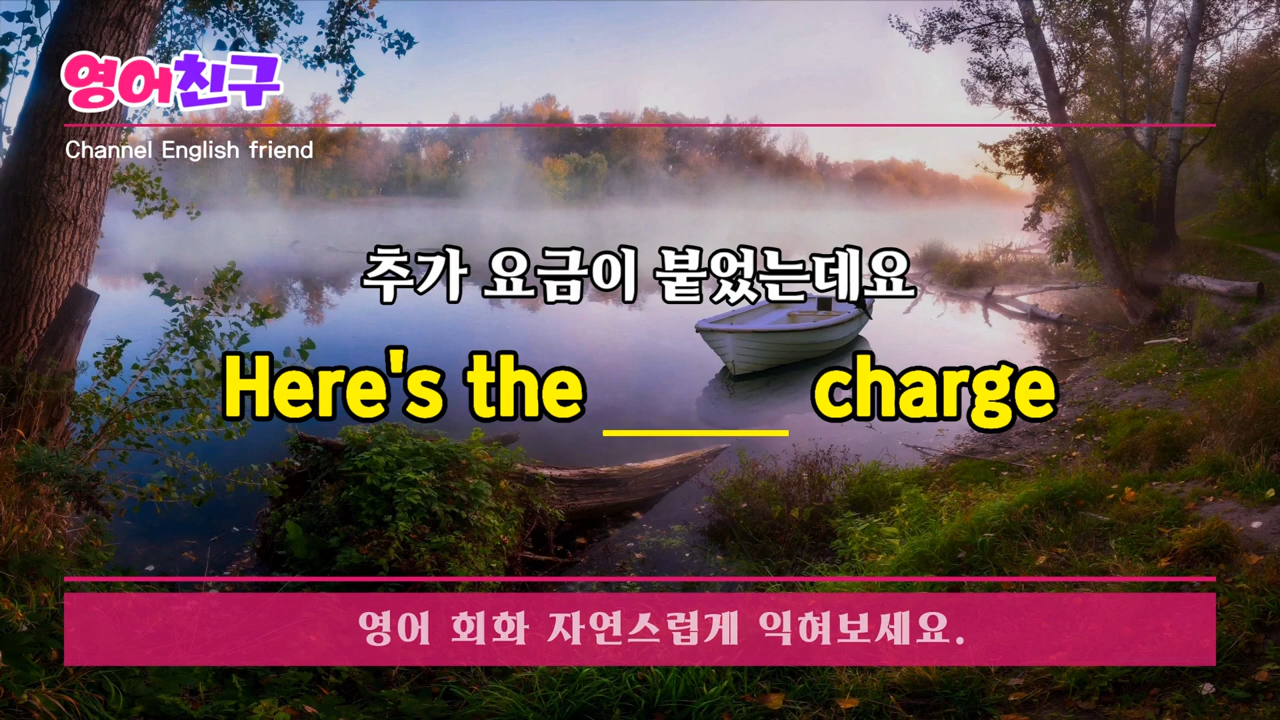 영어친구
Channel English friend
추가 요금이 붙었는데요
Here's the ______ charge
영어 회화 자연스럽게 익혀보세요.